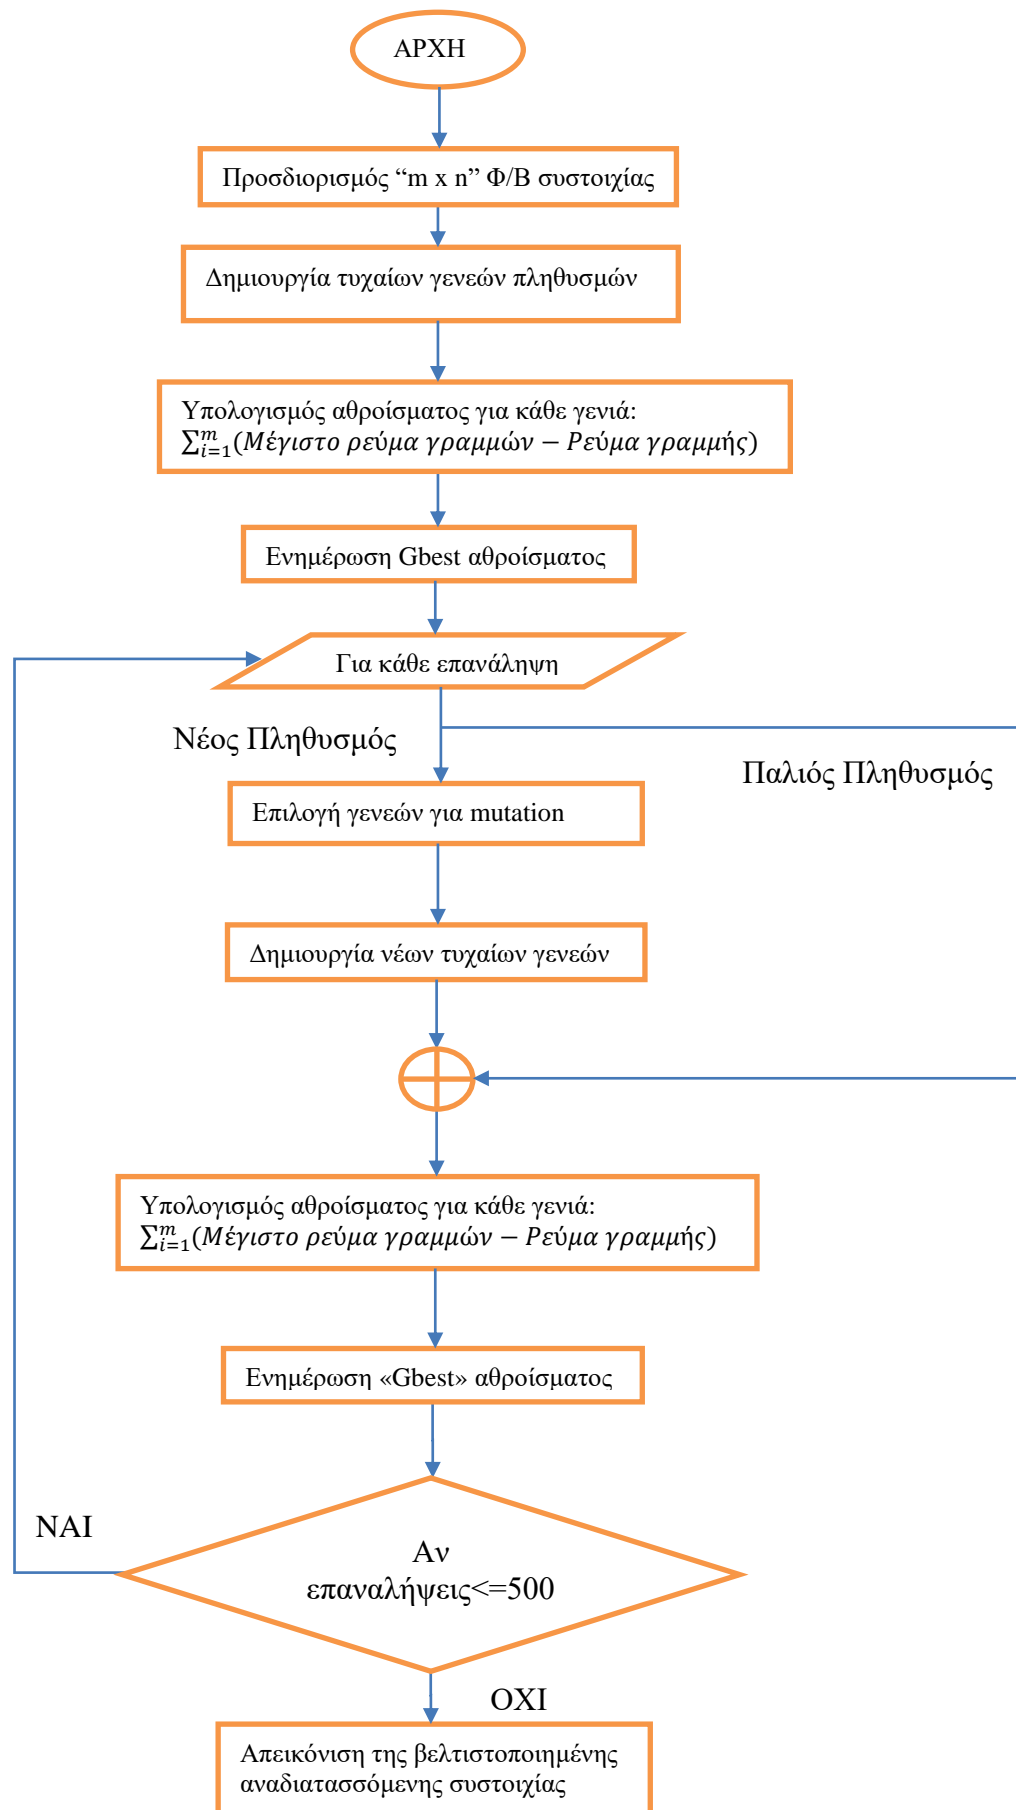 ΑΡΧΗ
Προσδιορισμός “m x n” Φ/Β συστοιχίας
Δημιουργία τυχαίων γενεών πληθυσμών
Υπολογισμός αθροίσματος για κάθε γενιά:
∑_{i=1}^{m}(Μέγιστο ρεύμα γραμμών − Ρεύμα γραμμής)
Ενημέρωση Gbest αθροίσματος
Για κάθε επανάληψη
Νέος Πληθυσμός
Παλιός Πληθυσμός
Επιλογή γενεών για mutation
Δημιουργία νέων τυχαίων γενεών
Υπολογισμός αθροίσματος για κάθε γενιά:
∑_{i=1}^{m}(Μέγιστο ρεύμα γραμμών − Ρεύμα γραμμής)
Ενημέρωση «Gbest» αθροίσματος
ΝΑΙ
Αν
επαναλήψεις<=500
ΟΧΙ
Απεικόνιση της βελτιστοποιημένης
αναδιατασσόμενης συστοιχίας